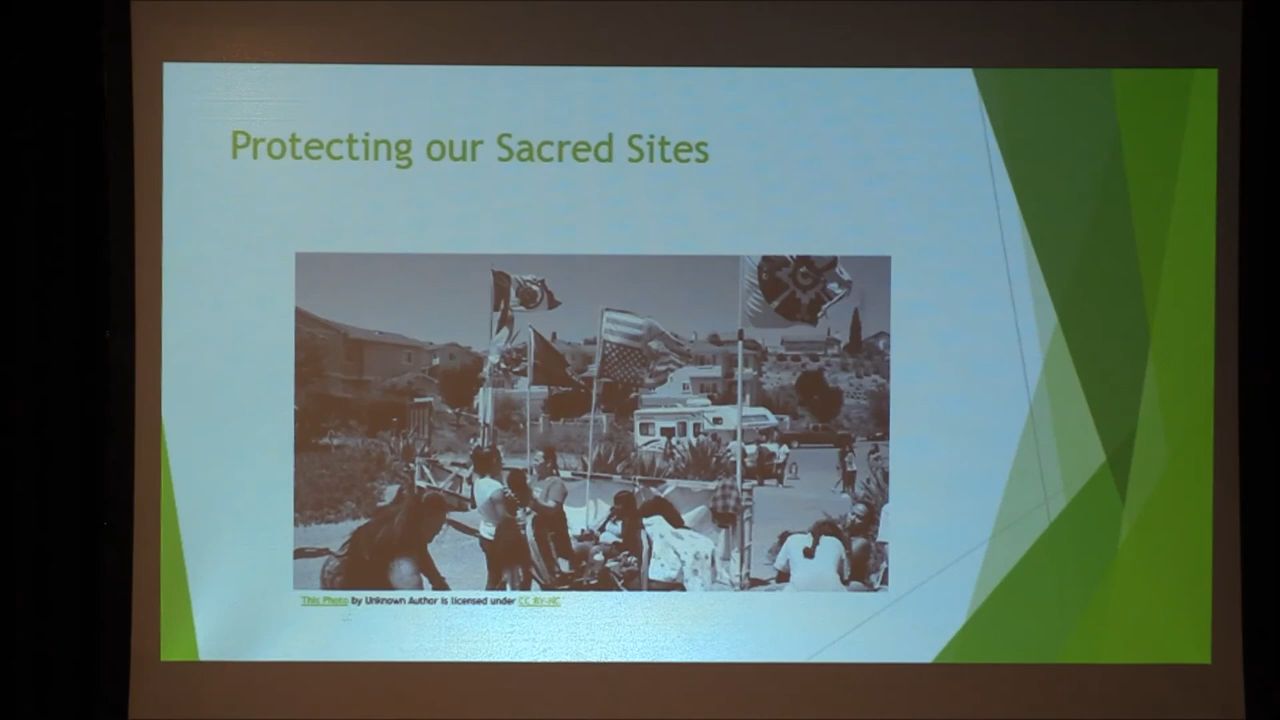 Protecting our Sacred Sites
This Photo by Unknown Author is licensed under CC BY-NC